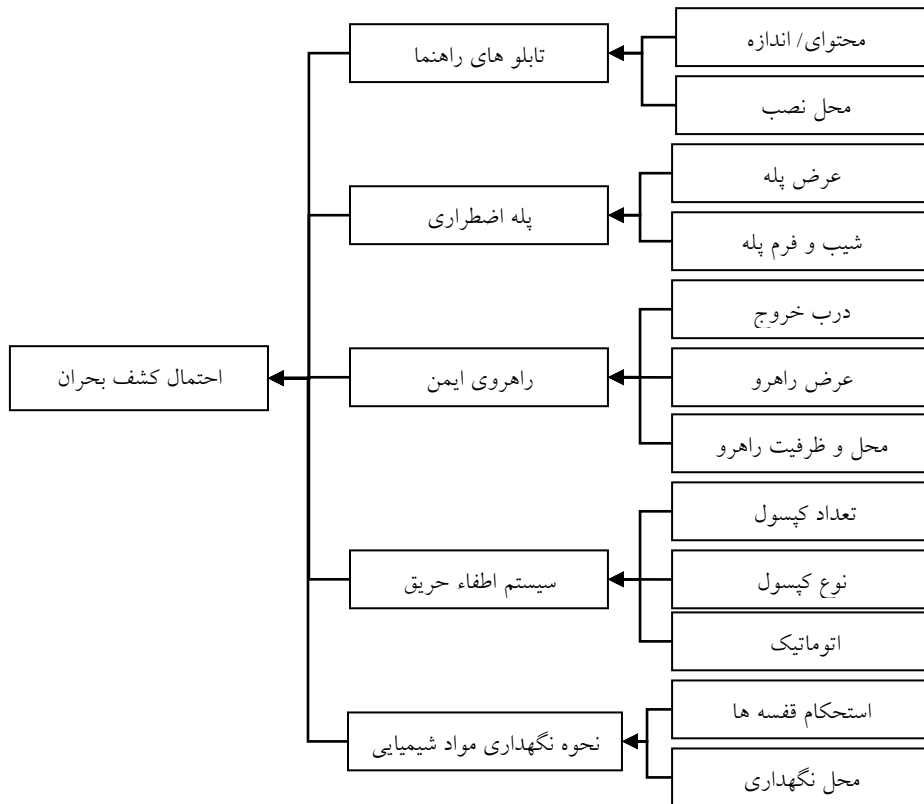 محتوای/ اندازه
تابلو های راهنما
محل نصب
عرض پله
پله اضطراری
شیب و فرم پله
درب خروج
احتمال کشف بحران
راهروی ایمن
عرض راهرو
محل و ظرفیت راهرو
تعداد کپسول
سیستم اطفاء حریق
نوع کپسول
اتوماتیک
استحکام قفسه ها
نحوه نگهداری مواد شیمیایی
محل نگهداری